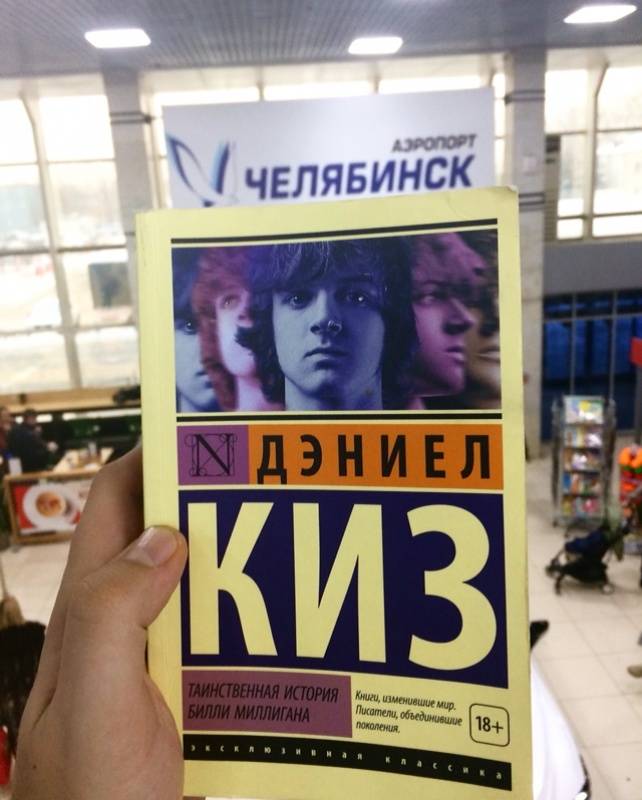 АЭРОПОРТ
ЧЕЛЯБИНСК
N ДЭНИЕЛ
КИЗ
ТАИНСТВЕННАЯ ИСТОРИЯ
БИЛЛИ МИЛЛИГАНА
Книги, изменившие мир.
Писатели, объединившие
поколения.
18+
эксклюзивная классика